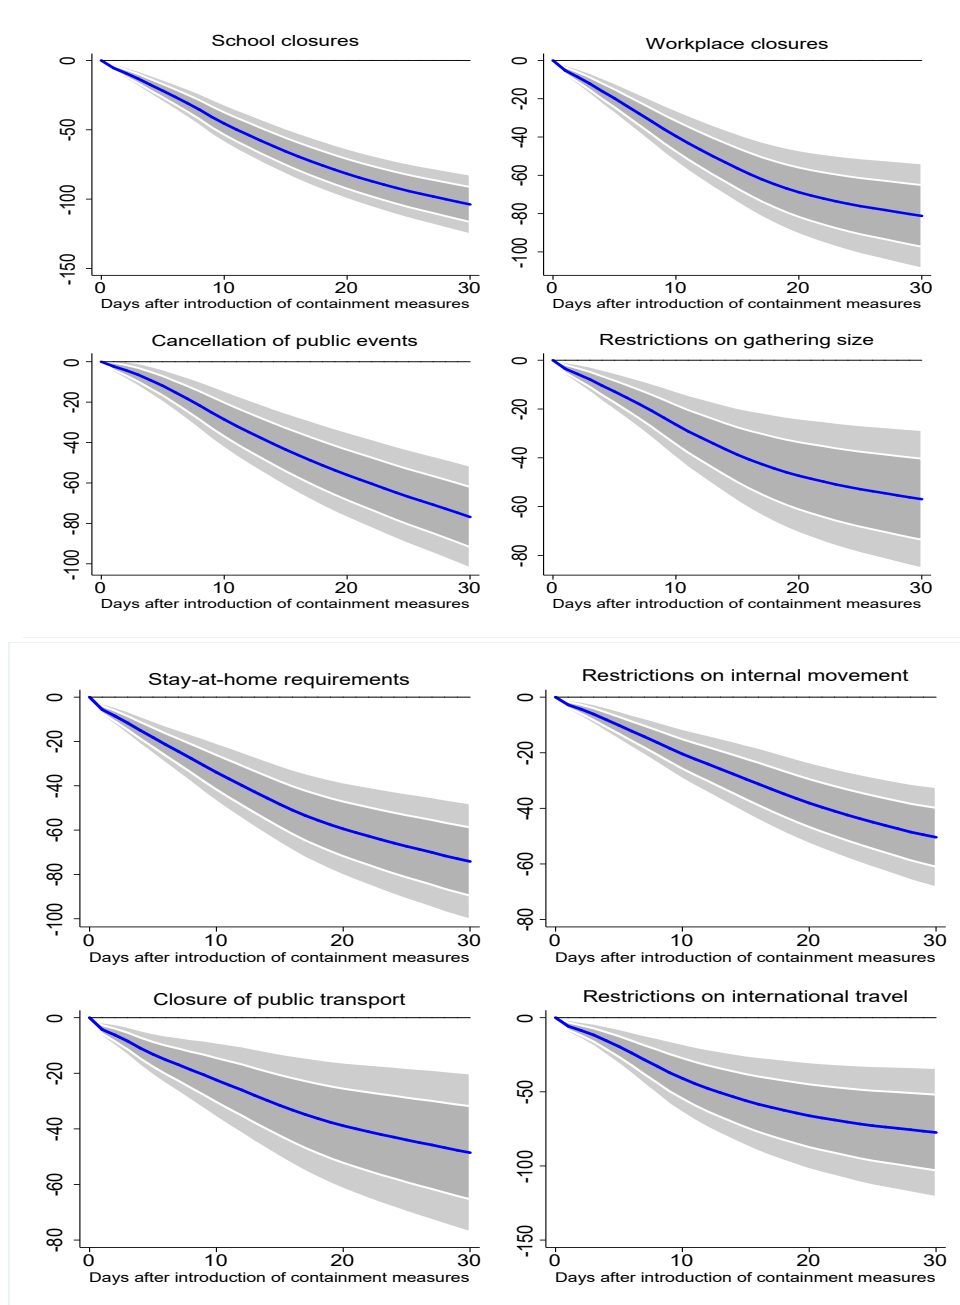 School closures
0
-50
-100
-150
0 10 20 30
Days after introduction of containment measures
Workplace closures
0
-20
-40
-60
-80
-100
0 10 20 30
Days after introduction of containment measures
Cancellation of public events
0
-20
-40
-60
-80
-100
0 10 20 30
Days after introduction of containment measures
Restrictions on gathering size
0
-20
-40
-60
-80
0 10 20 30
Days after introduction of containment measures
Stay-at-home requirements
0
-20
-40
-60
-80
-100
0 10 20 30
Days after introduction of containment measures
Restrictions on internal movement
0
-20
-40
-60
-80
0 10 20 30
Days after introduction of containment measures
Closure of public transport
0
-20
-40
-60
-80
0 10 20 30
Days after introduction of containment measures
Restrictions on international travel
0
-50
-100
-150
0 10 20 30
Days after introduction of containment measures